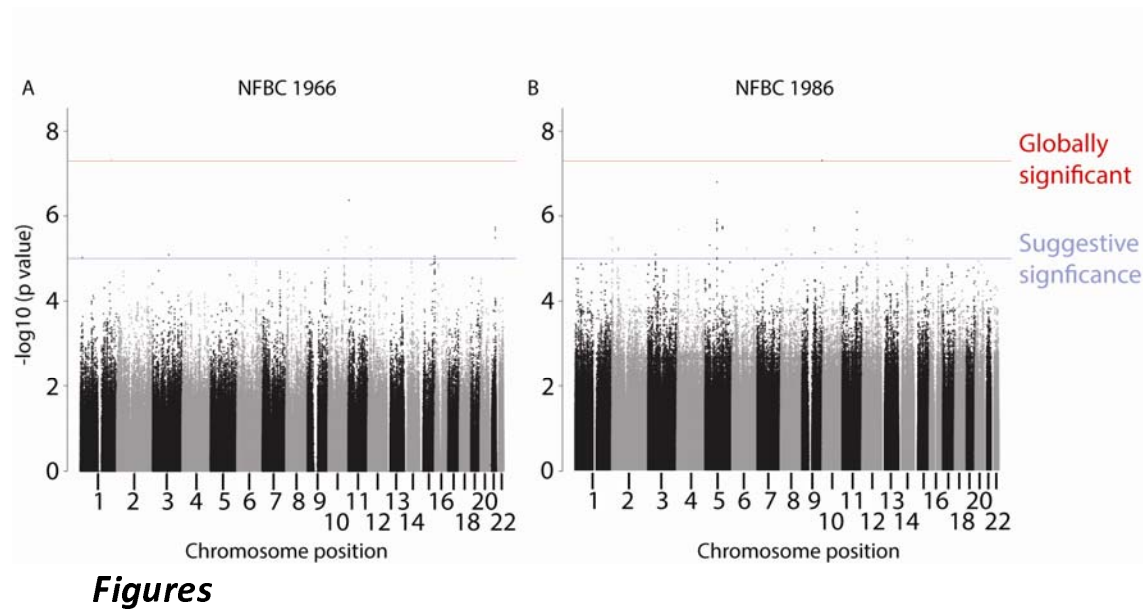 A
NFBC 1966
B
NFBC 1986
8
6
4
2
0
-log10 (p value)
8
6
4
2
0
Globally
significant
Suggestive
signficance
1 2 3 4 5 6 7 8 9 11 13 16 20
10 12 14 18 22
Chromosome position
1 2 3 4 5 6 7 8 9 11 13 16 20
10 12 14 18 22
Chromosome position
Figures